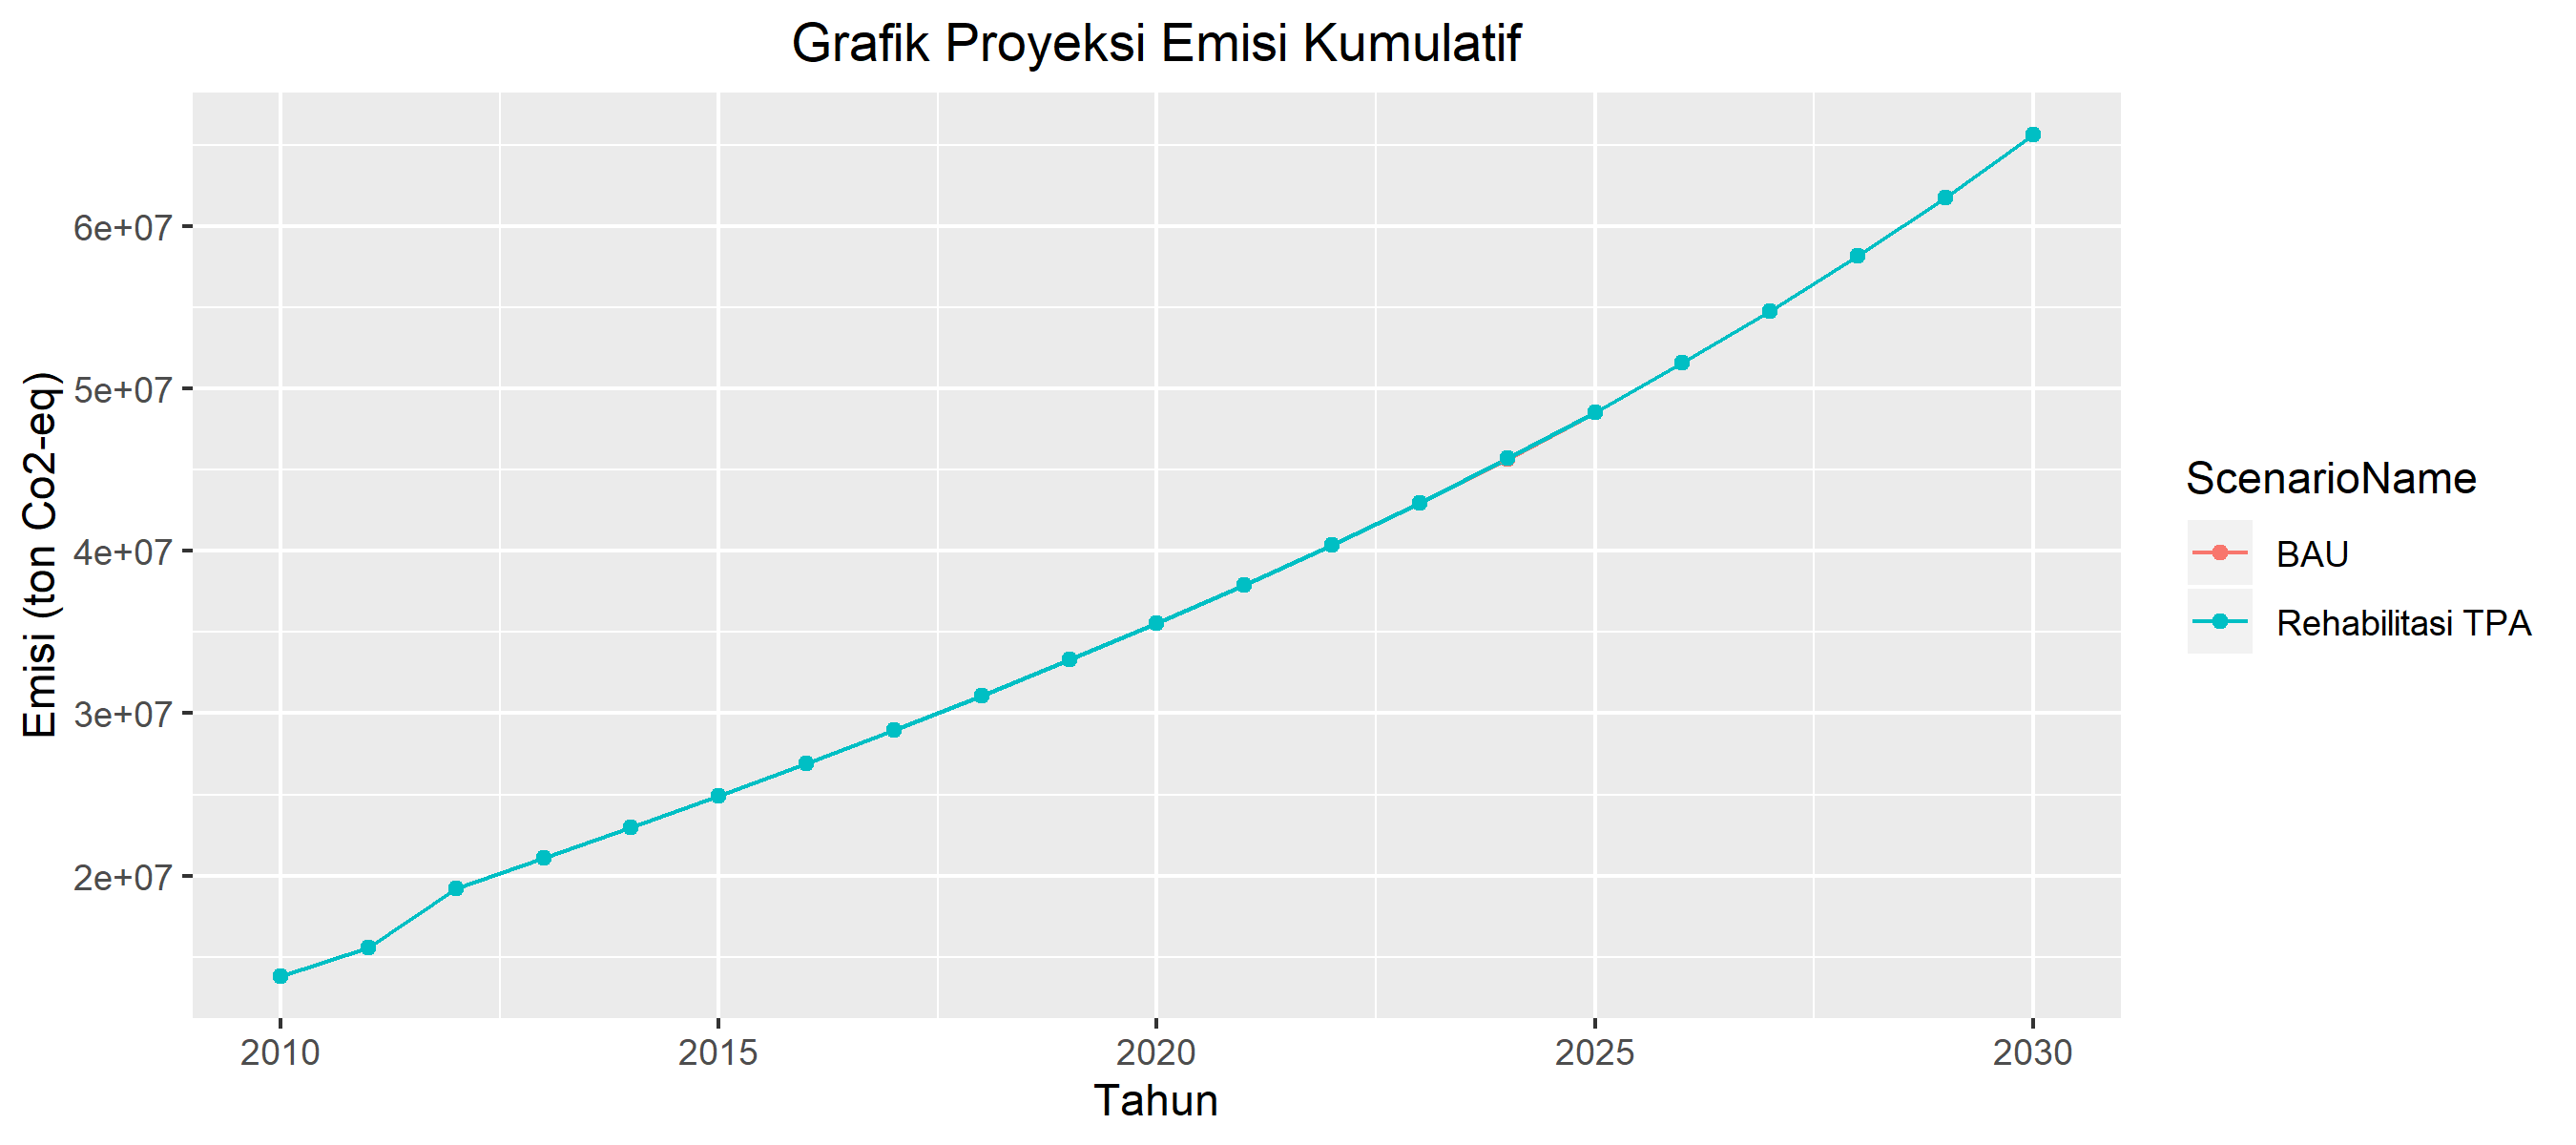 Grafik Proyeksi Emisi Kumulatif
Emisi (ton Co2-eq)
6e+07
5e+07
4e+07
3e+07
2e+07
2010
2015
2020
2025
2030
Tahun
ScenarioName
BAU
Rehabilitasi TPA